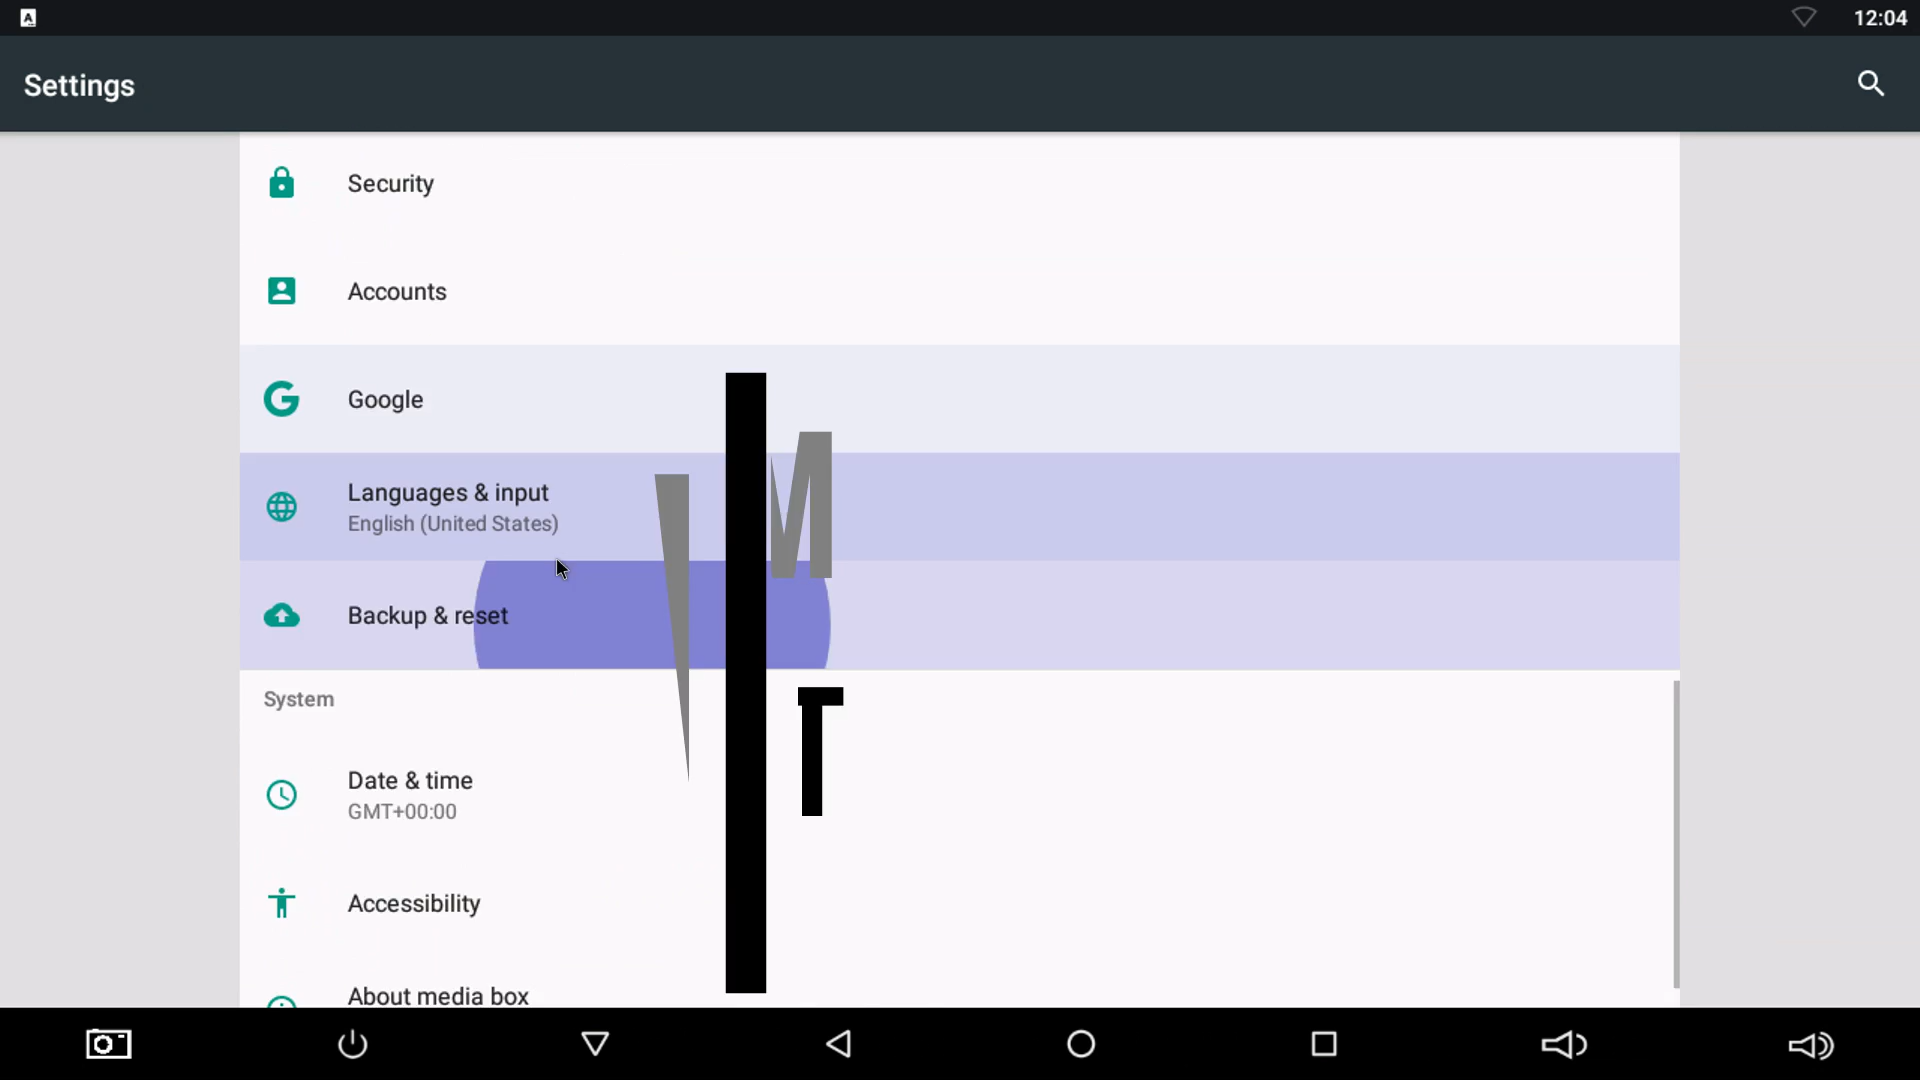 12:04
Settings
Security
Accounts
Google
Languages & input
English (United States)
Backup & reset
System
Date & time
GMT+00:00
Accessibility
About media box